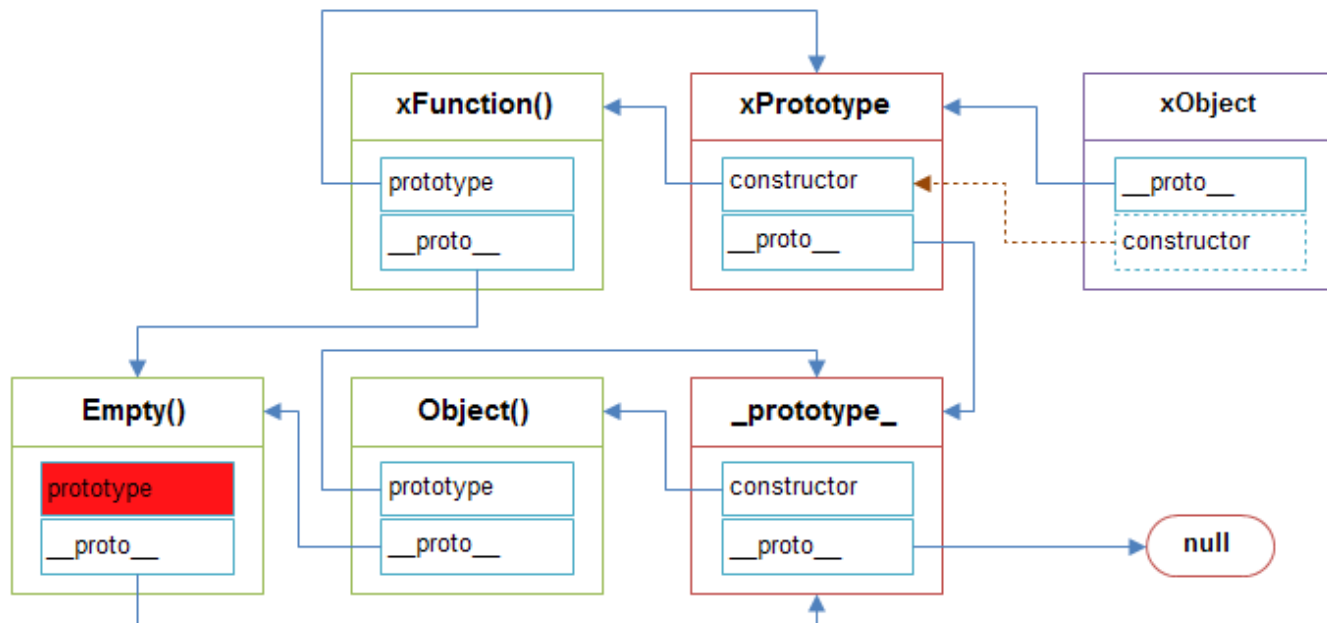 xFunction()
xPrototype
xObject
prototype
constructor
__proto__
__proto__
__proto__
constructor
Empty()
Object()
_prototype_
prototype
prototype
constructor
__proto__
__proto__
__proto__
null